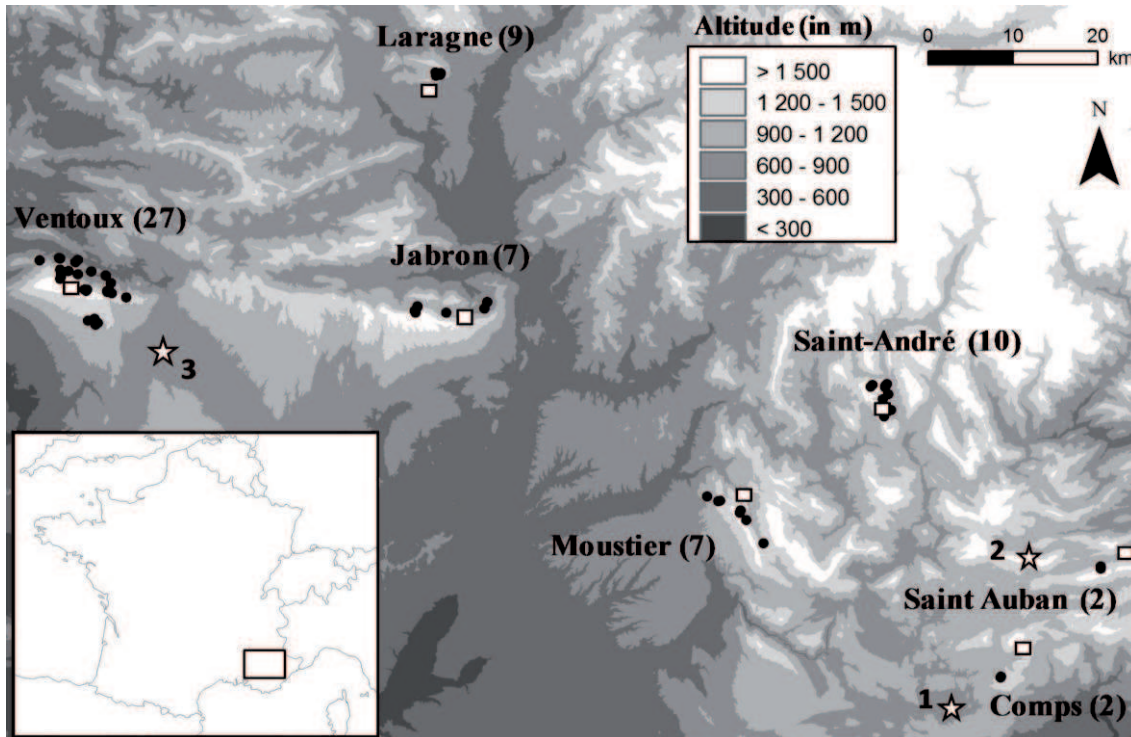 Laragne (9)
Altitude (in m)
> 1 500
1 200 - 1 500
900 - 1 200
600 - 900
300 - 600
< 300
0 10 20
km
N
Ventoux (27)
Jabron (7)
3
Saint-André (10)
Moustier (7)
2
Saint Auban (2)
1
Comps (2)